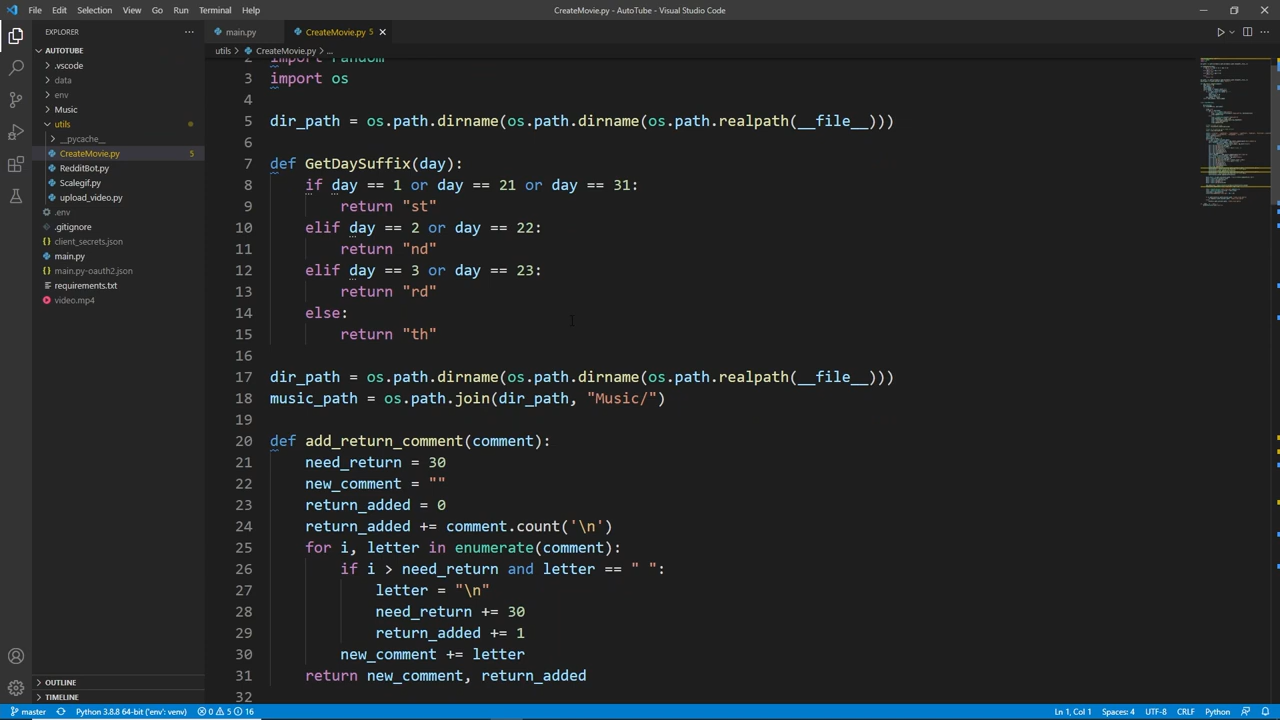 File Edit Selection View Go Run Terminal Help
CreateMovie.py - AutoTube - Visual Studio Code
EXPLORER
main.py
CreateMovie.py 5
AUTOTUBE
utils > CreateMovie.py > ...
.vscode
data
env
Music
utils
__pycache__
CreateMovie.py 5
RedditBot.py
Scalegif.py
upload_video.py
.env
.gitignore
client_secrets.json
main.py
main.py-oauth2.json
requirements.txt
video.mp4
2 import random
3 import os
4
5 dir_path = os.path.dirname(os.path.dirname(os.path.realpath(__file__)))
6
7 def GetDaySuffix(day):
8 if day == 1 or day == 21 or day == 31:
9 return "st"
10 elif day == 2 or day == 22:
11 return "nd"
12 elif day == 3 or day == 23:
13 return "rd"
14 else:
15 return "th"
16
17 dir_path = os.path.dirname(os.path.dirname(os.path.realpath(__file__)))
18 music_path = os.path.join(dir_path, "Music/")
19
20 def add_return_comment(comment):
21 need_return = 30
22 new_comment = ""
23 return_added = 0
24 return_added += comment.count('\n')
25 for i, letter in enumerate(comment):
26 if i > need_return and letter == " ":
27 letter = "\n"
28 need_return += 30
29 return_added += 1
30 new_comment += letter
31 return new_comment, return_added
32
OUTLINE
TIMELINE
master Python 3.8.8 64-bit ('env': venv) 0 5 16 Ln 1, Col 1 Spaces: 4 UTF-8 CRLF Python